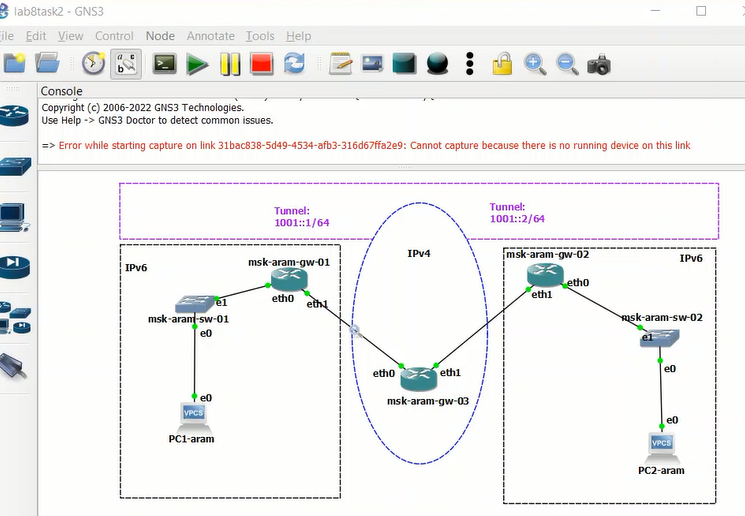 lab8task2 - GNS3
File Edit View Control Node Annotate Tools Help
Console
Copyright (c) 2006-2022 GNS3 Technologies.
Use Help -> GNS3 Doctor to detect common issues.
=> Error while starting capture on link 31bac838-5d49-4534-afb3-316d67ffa2e9: Cannot capture because there is no running device on this link
Tunnel:
1001::1/64
Tunnel:
1001::2/64
IPv6
msk-aram-gw-01
IPv4
msk-aram-gw-02
IPv6
eth0
eth1
e1
msk-aram-sw-01
e0
eth0
eth1
msk-aram-sw-02
e1
e0
eth0
eth1
msk-aram-gw-03
e0
VPCS
PC1-aram
e0
VPCS
PC2-aram